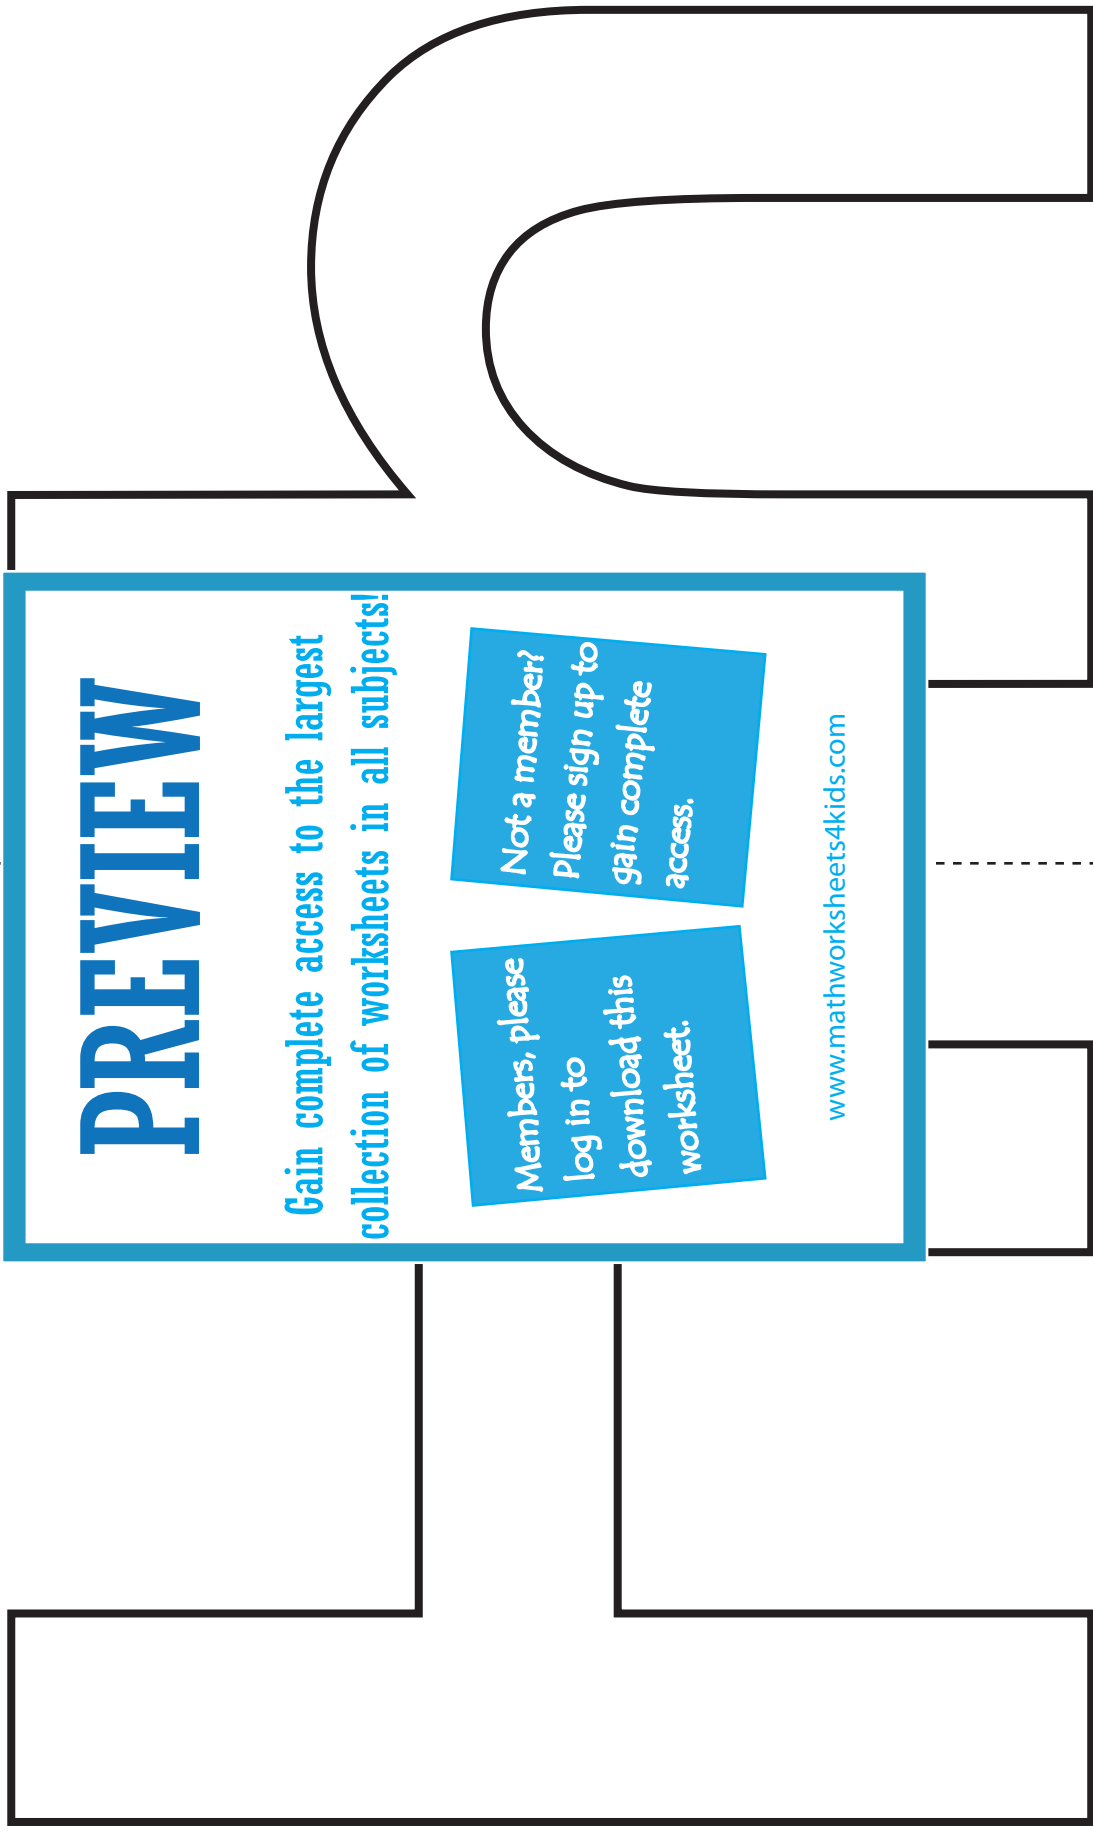 PREVIEW
Gain complete access to the largest
collection of worksheets in all subjects!
Members, please
log in to
download this
worksheet.
Not a member?
Please sign up to
gain complete
access.
www.mathworksheets4kids.com